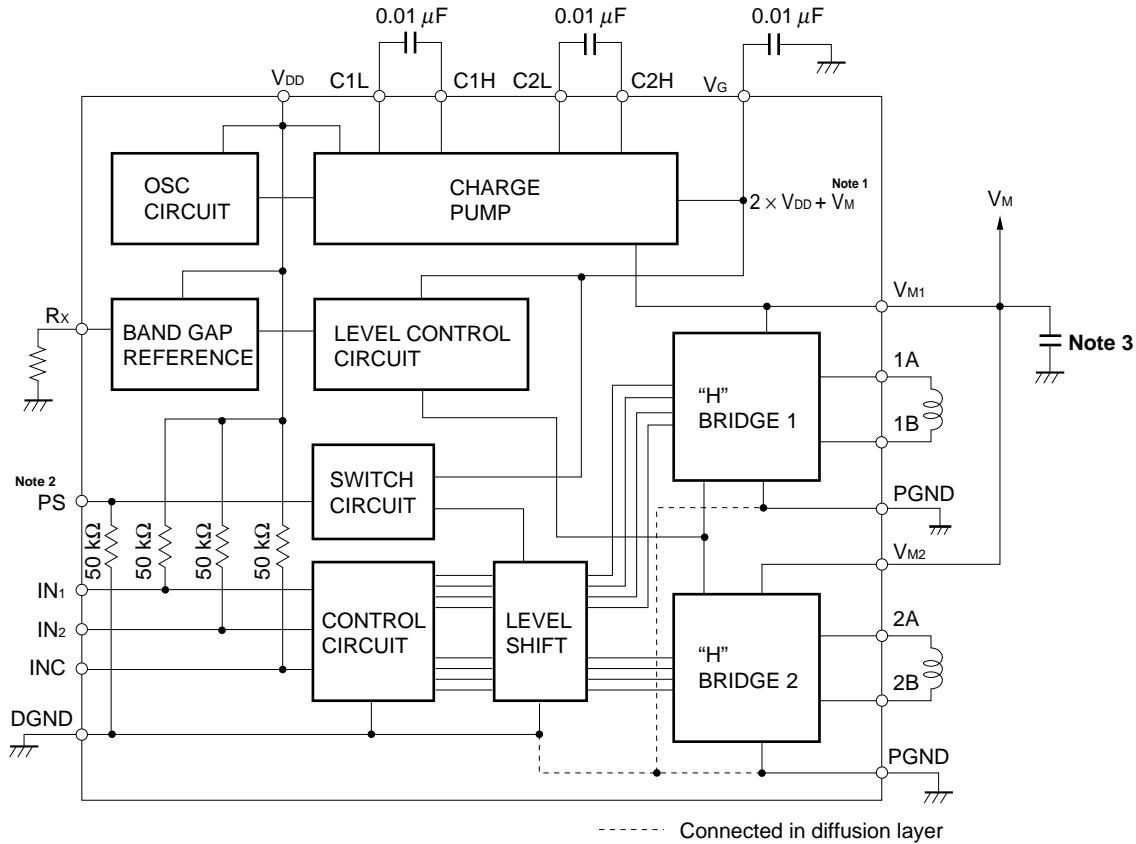 0.01 μF
0.01 μF
0.01 μF
VDD
C1L
C1H
C2L
C2H
VG
OSC
CIRCUIT
CHARGE
PUMP
2 × VDD + VM Note 1
VM
RX
BAND GAP
REFERENCE
LEVEL CONTROL
CIRCUIT
VM1
Note 3
"H"
BRIDGE 1
1A
1B
Note 2
PS
SWITCH
CIRCUIT
PGND
50 kΩ
50 kΩ
50 kΩ
50 kΩ
VM2
IN1
IN2
INC
CONTROL
CIRCUIT
LEVEL
SHIFT
"H"
BRIDGE 2
2A
2B
DGND
PGND
Connected in diffusion layer